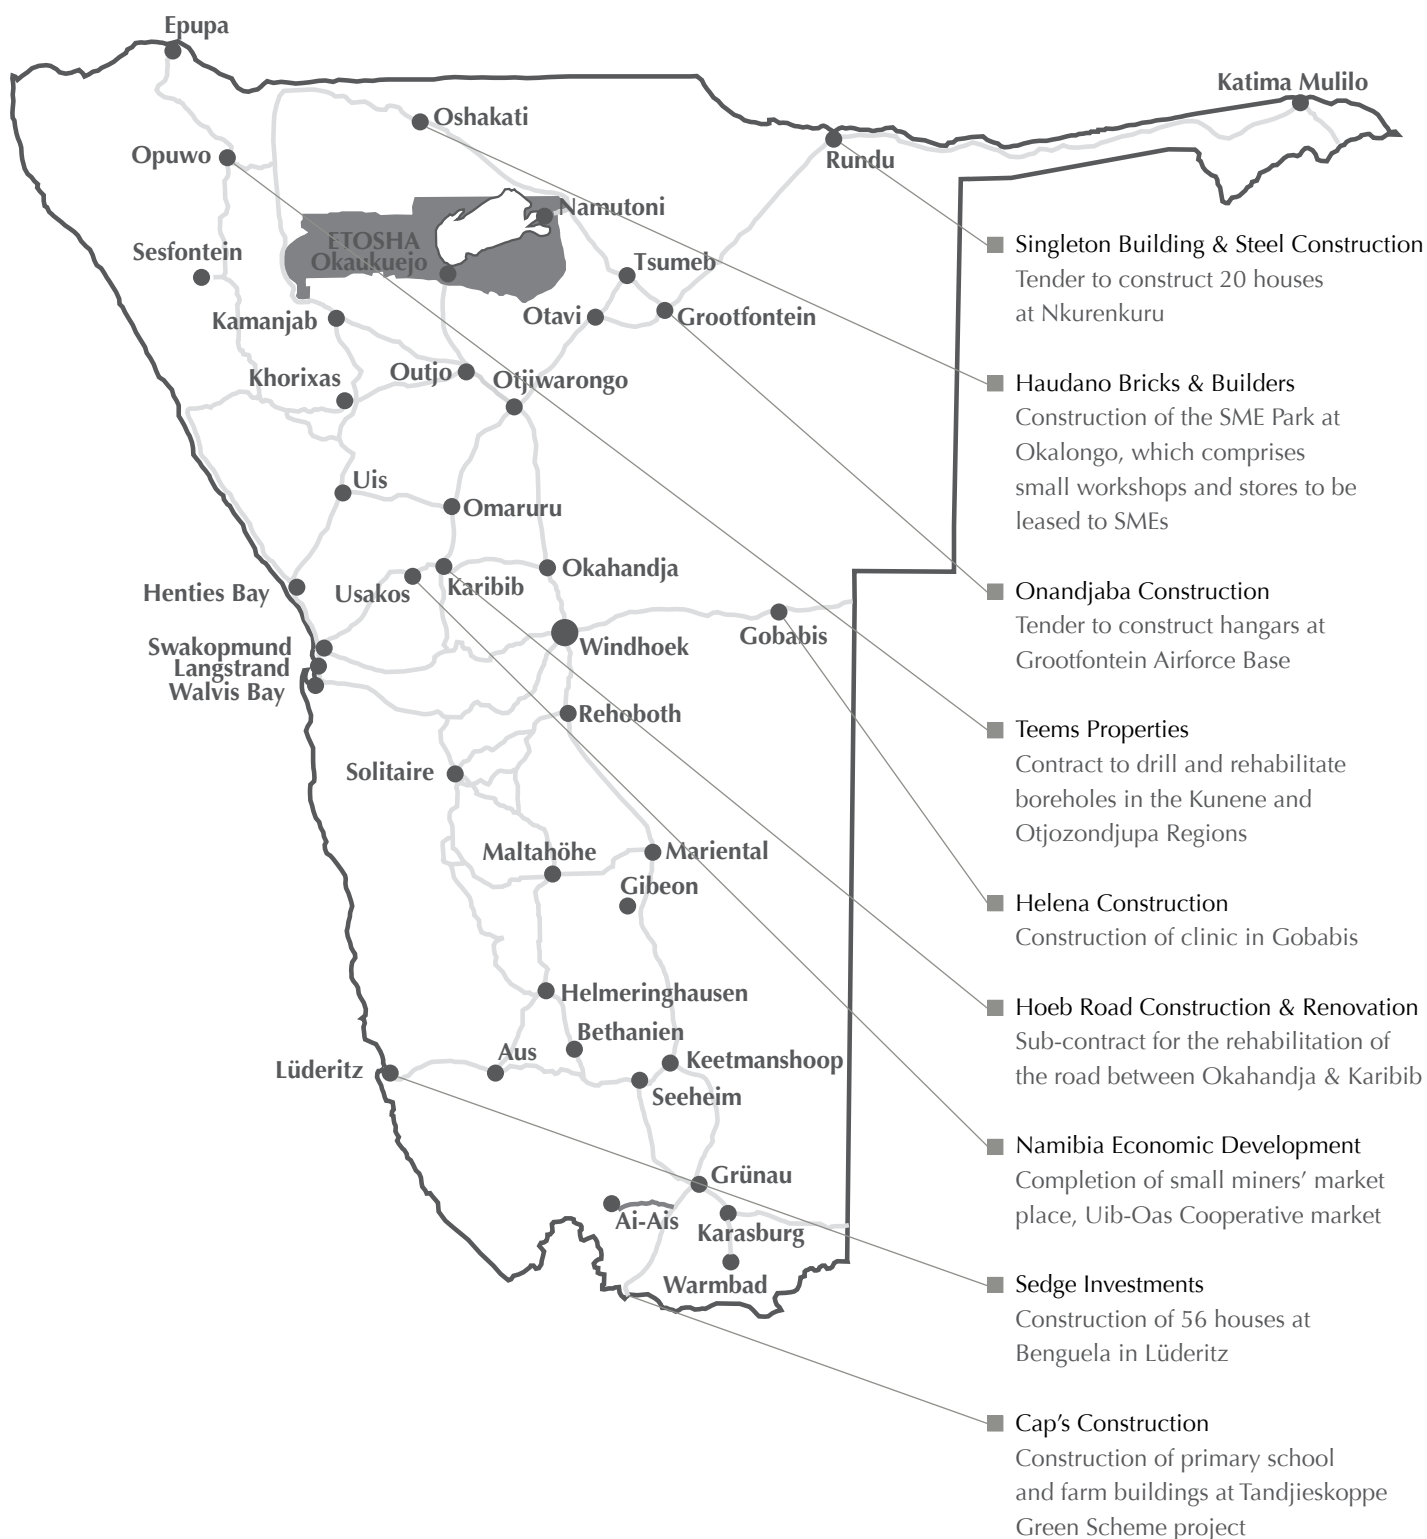 Epupa
Katima Mulilo
Oshakati
Opuwo
Rundu
Namutoni
ETOSHA
Okaukuejo
Sesfontein
Tsumeb
Kamanjab
Otavi
Grootfontein
Khorixas
Outjo
Otjiwarongo
Uis
Omaruru
Henties Bay
Usakos
Karibib
Okahandja
Swakopmund
Langstrand
Walvis Bay
Windhoek
Gobabis
Rehoboth
Solitaire
Maltahöhe
Mariental
Gibeon
Helmeringhausen
Bethanien
Lüderitz
Aus
Keetmanshoop
Seeheim
Grünau
Ai-Ais
Karasburg
Warmbad
Singleton Building & Steel Construction
Tender to construct 20 houses
at Nkurenkuru
Haudano Bricks & Builders
Construction of the SME Park at
Okalongo, which comprises
small workshops and stores to be
leased to SMEs
Onandjaba Construction
Tender to construct hangars at
Grootfontein Airforce Base
Teems Properties
Contract to drill and rehabilitate
boreholes in the Kunene and
Otjozondjupa Regions
Helena Construction
Construction of clinic in Gobabis
Hoeb Road Construction & Renovation
Sub-contract for the rehabilitation of
the road between Okahandja & Karibib
Namibia Economic Development
Completion of small miners’ market
place, Uib-Oas Cooperative market
Sedge Investments
Construction of 56 houses at
Benguela in Lüderitz
Cap’s Construction
Construction of primary school
and farm buildings at Tandjieskoppe
Green Scheme project